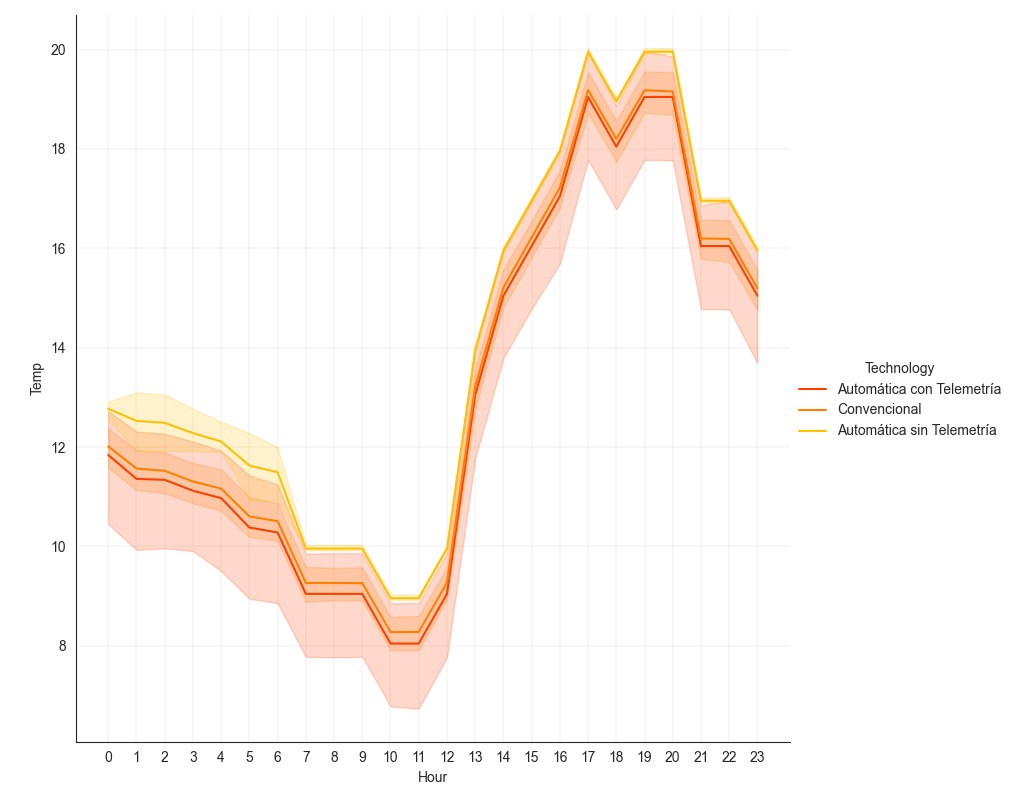 20
18
16
14
12
10
8
Temp
0 1 2 3 4 5 6 7 8 9 10 11 12 13 14 15 16 17 18 19 20 21 22 23
Hour
Technology
Automática con Telemetría
Convencional
Automática sin Telemetría